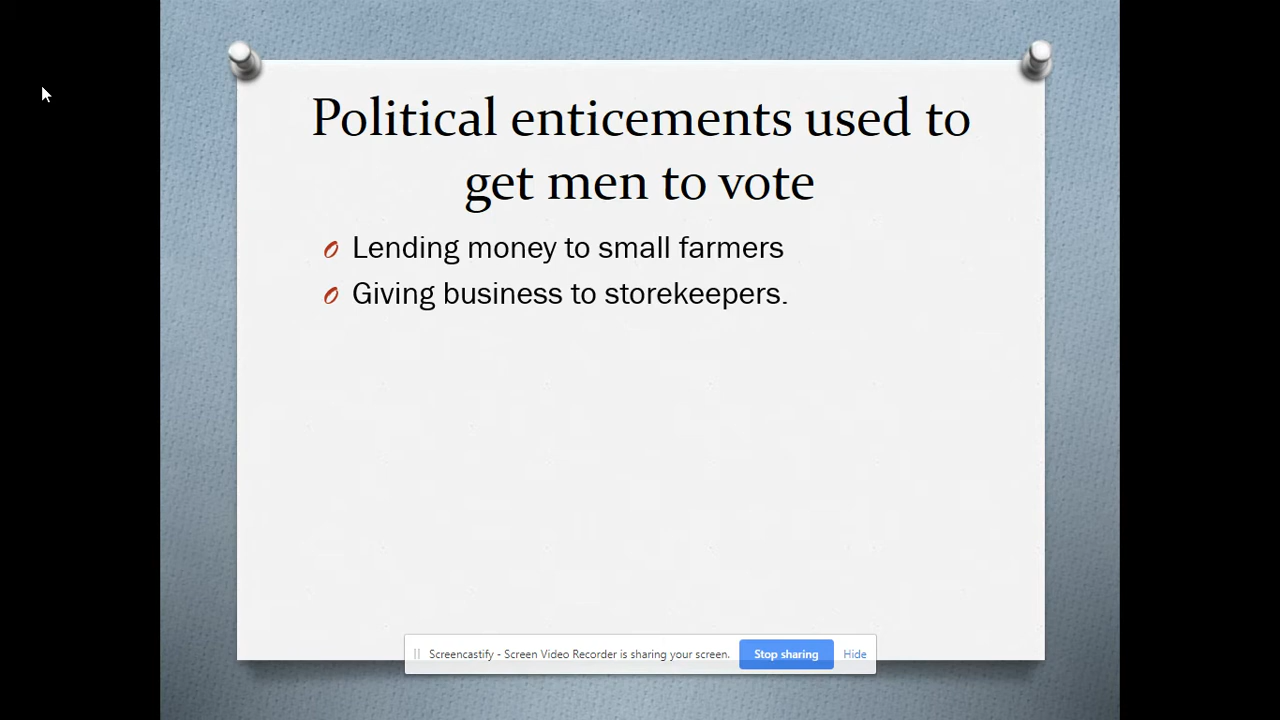 Political enticements used to
get men to vote
Lending money to small farmers
Giving business to storekeepers.
Screencastify - Screen Video Recorder is sharing your screen. Stop sharing Hide